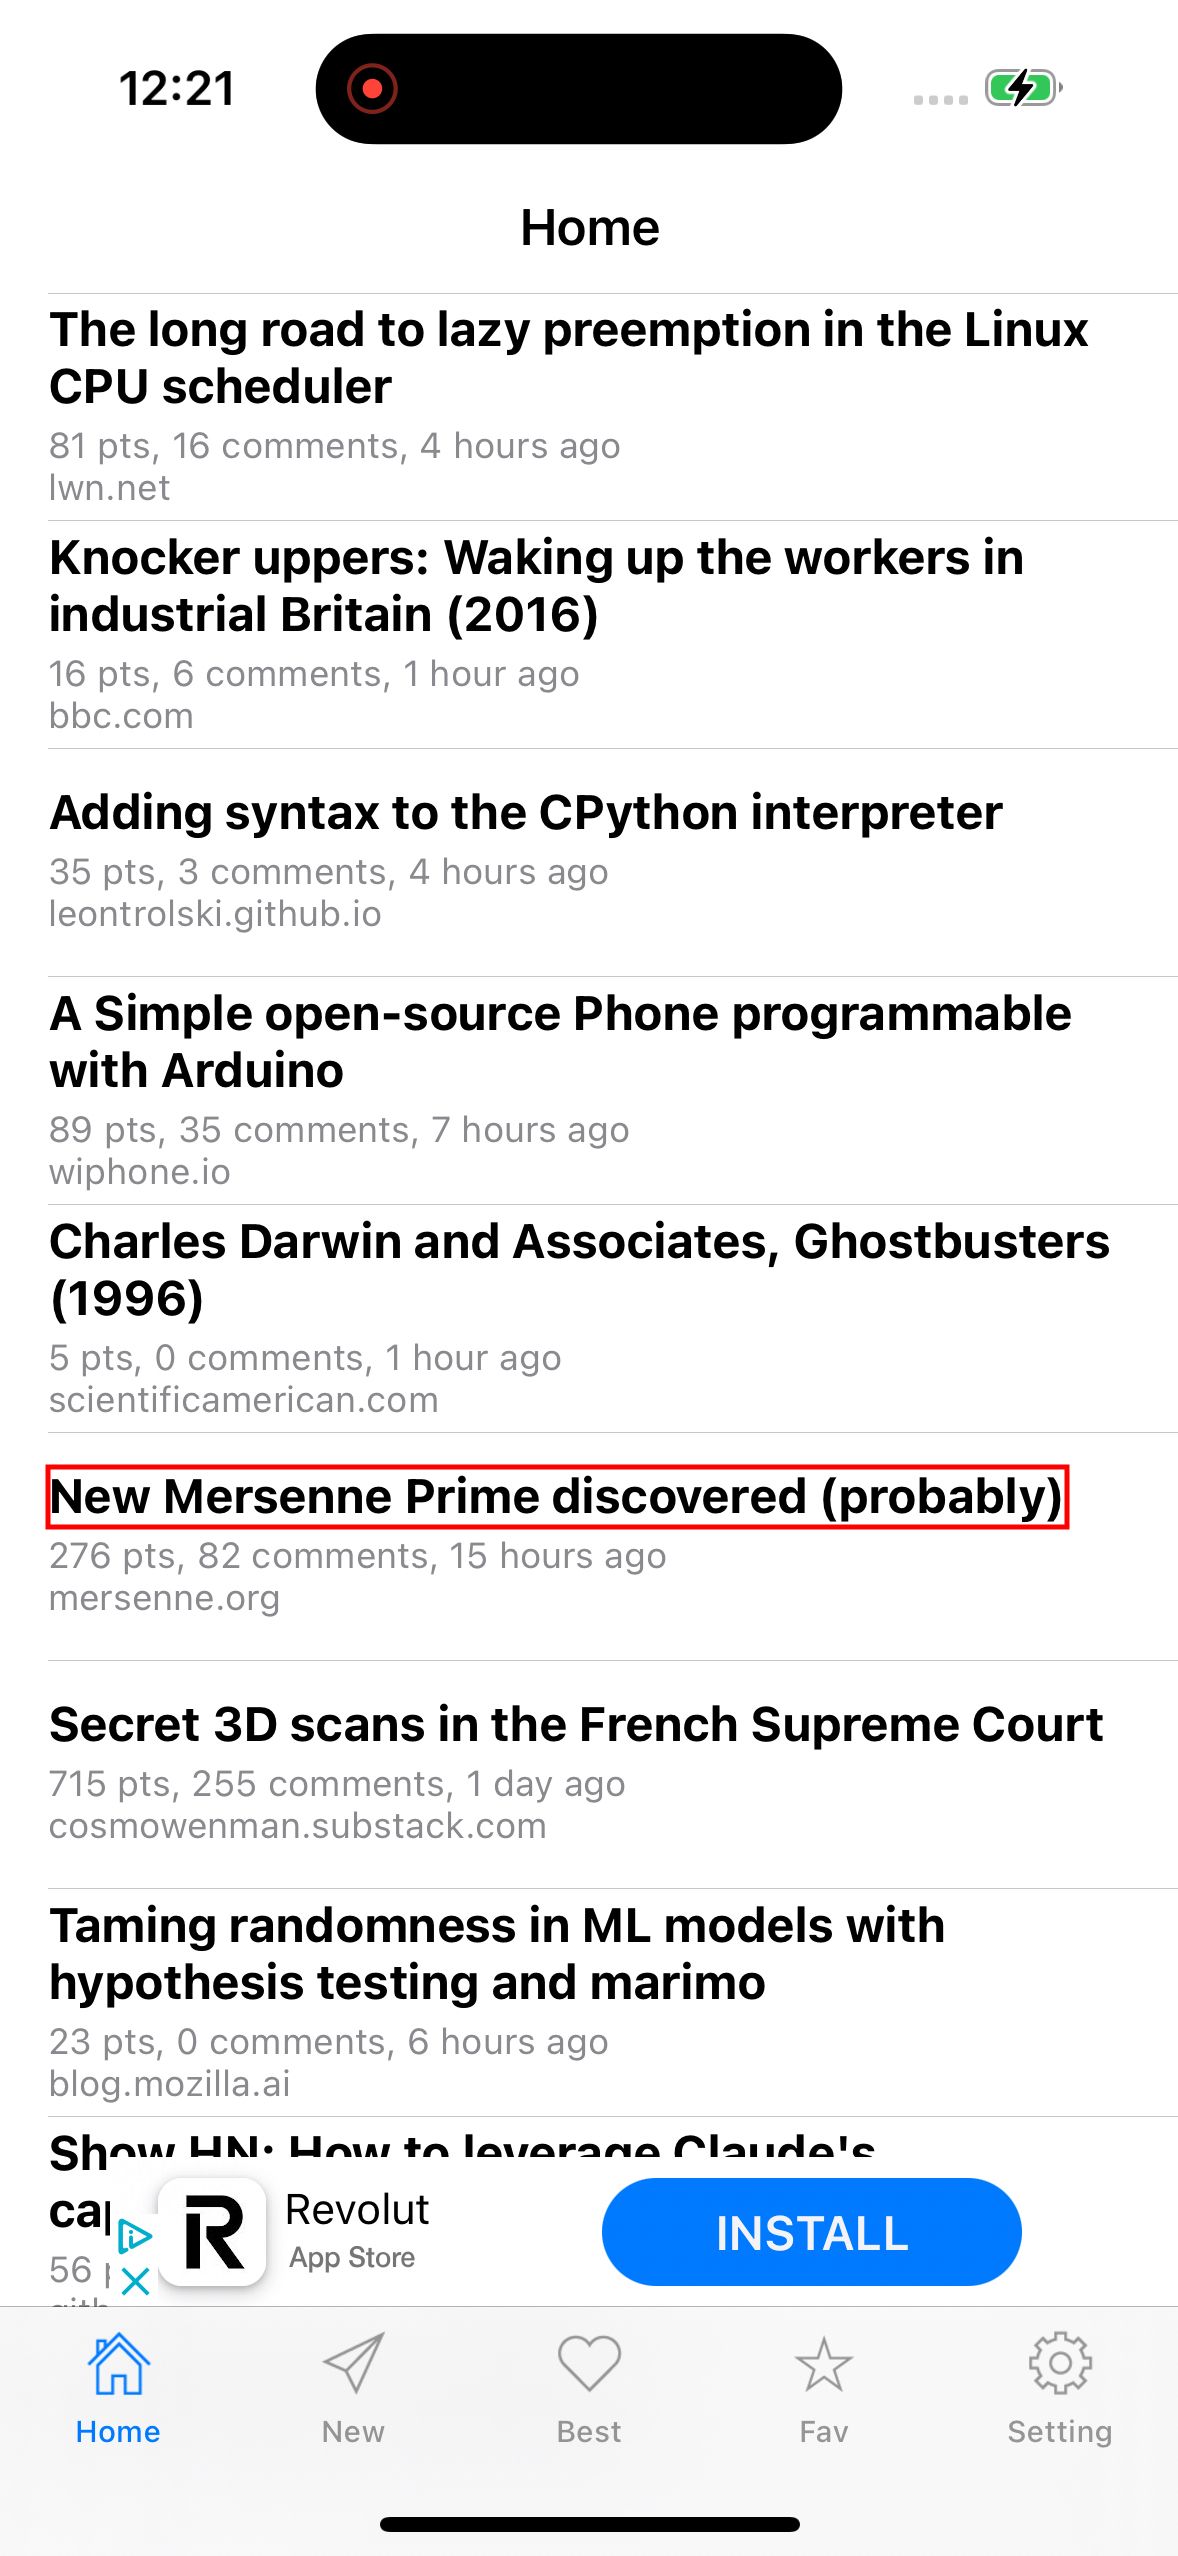 12:21
Home
The long road to lazy preemption in the Linux
CPU scheduler
81 pts, 16 comments, 4 hours ago
lwn.net
Knocker uppers: Waking up the workers in
industrial Britain (2016)
16 pts, 6 comments, 1 hour ago
bbc.com
Adding syntax to the CPython interpreter
35 pts, 3 comments, 4 hours ago
leontrolski.github.io
A Simple open-source Phone programmable
with Arduino
89 pts, 35 comments, 7 hours ago
wiphone.io
Charles Darwin and Associates, Ghostbusters
(1996)
5 pts, 0 comments, 1 hour ago
scientificamerican.com
New Mersenne Prime discovered (probably)
276 pts, 82 comments, 15 hours ago
mersenne.org
Secret 3D scans in the French Supreme Court
715 pts, 255 comments, 1 day ago
cosmowenman.substack.com
Taming randomness in ML models with
hypothesis testing and marimo
23 pts, 0 comments, 6 hours ago
blog.mozilla.ai
Show HN: How to leverage Claude's
56
Revolut
App Store
INSTALL
Home
New
Best
Fav
Setting